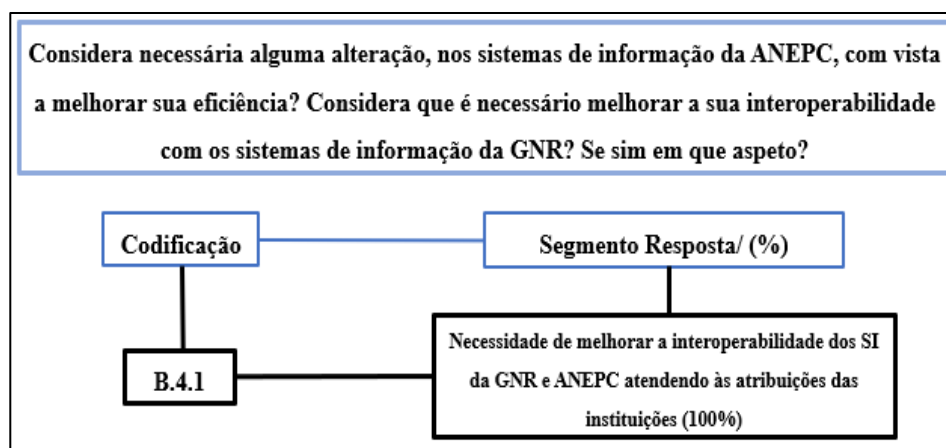 Considera necessária alguma alteração, nos sistemas de informação da ANEPC, com vista
a melhorar sua eficiência? Considera que é necessário melhorar a sua interoperabilidade
com os sistemas de informação da GNR? Se sim em que aspeto?
Codificação
Segmento Resposta/ (%)
B.4.1
Necessidade de melhorar a interoperabilidade dos SI
da GNR e ANEPC atendendo às atribuições das
instituições (100%)